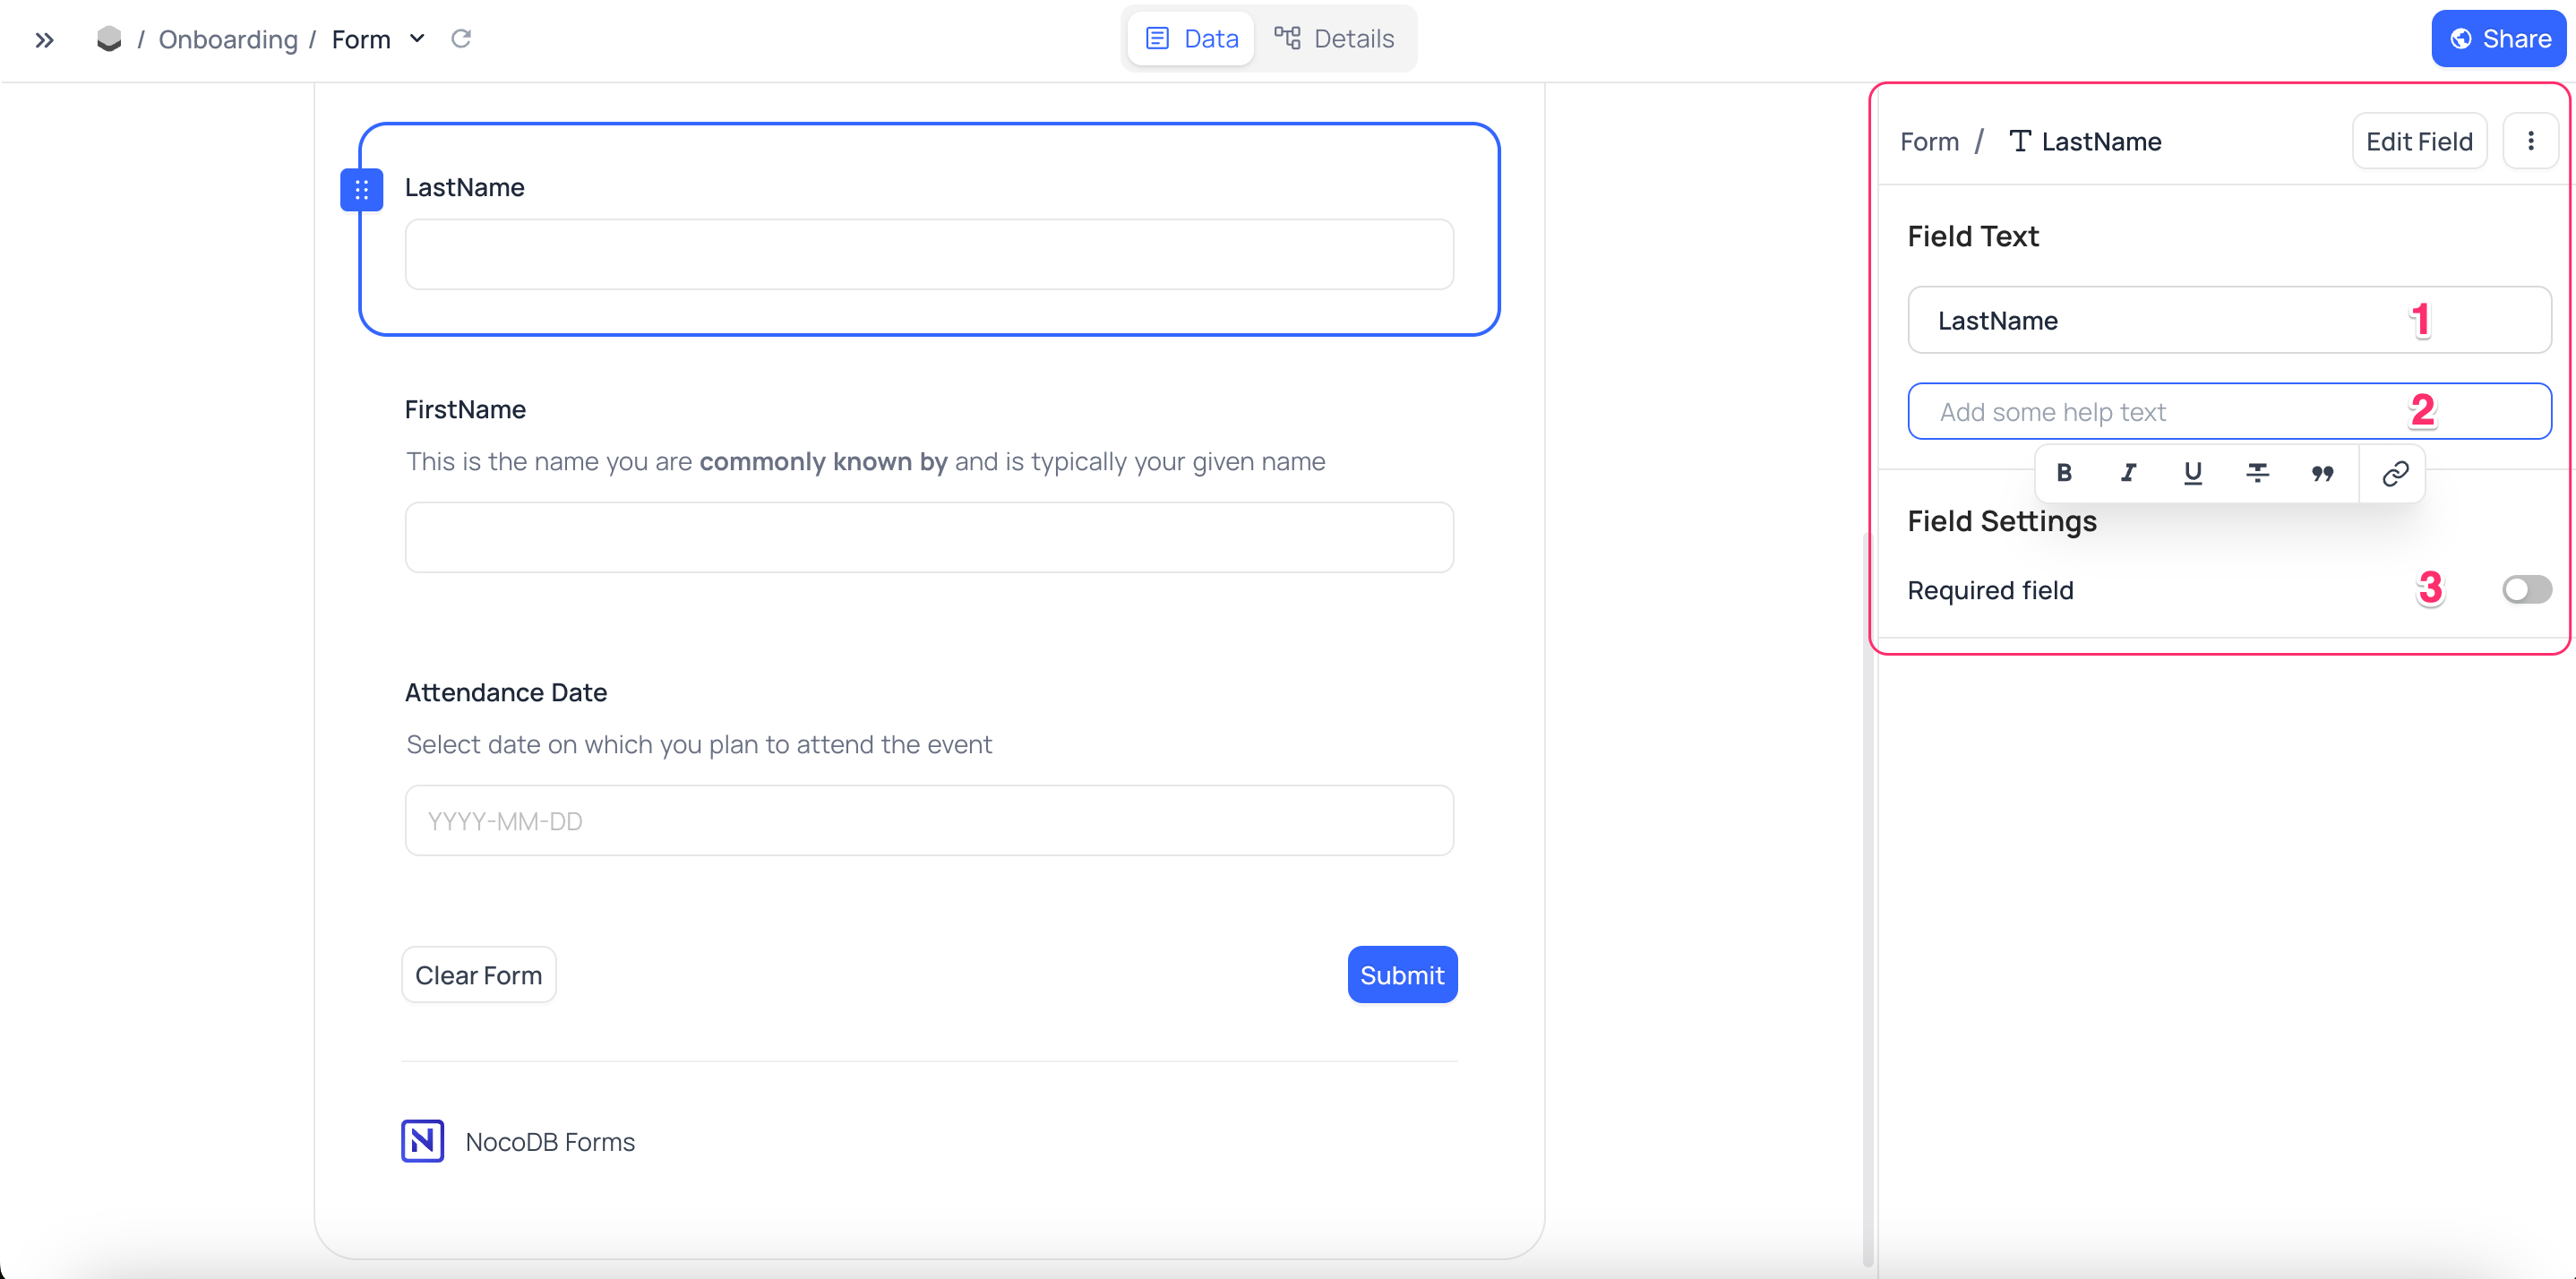 / Onboarding / Form
Data Details
Share
LastName
FirstName
This is the name you are commonly known by and is typically your given name
Attendance Date
Select date on which you plan to attend the event
YYYY-MM-DD
Clear Form Submit
N NocoDB Forms
Form / T LastName Edit Field
Field Text
LastName 1
Add some help text 2
B I U
Field Settings
Required field 3